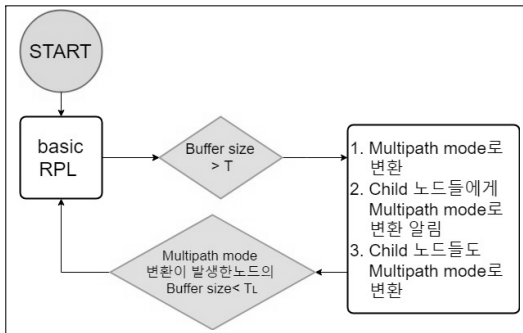 START
basic
RPL
Buffer size
> T
1. Multipath mode로
변환
2. Child 노드들에게
Multipath mode로
변환 알림
3. Child 노드들도
Multipath mode로
변환
Multipath mode
변환이 발생한노드의
Buffer size< TL